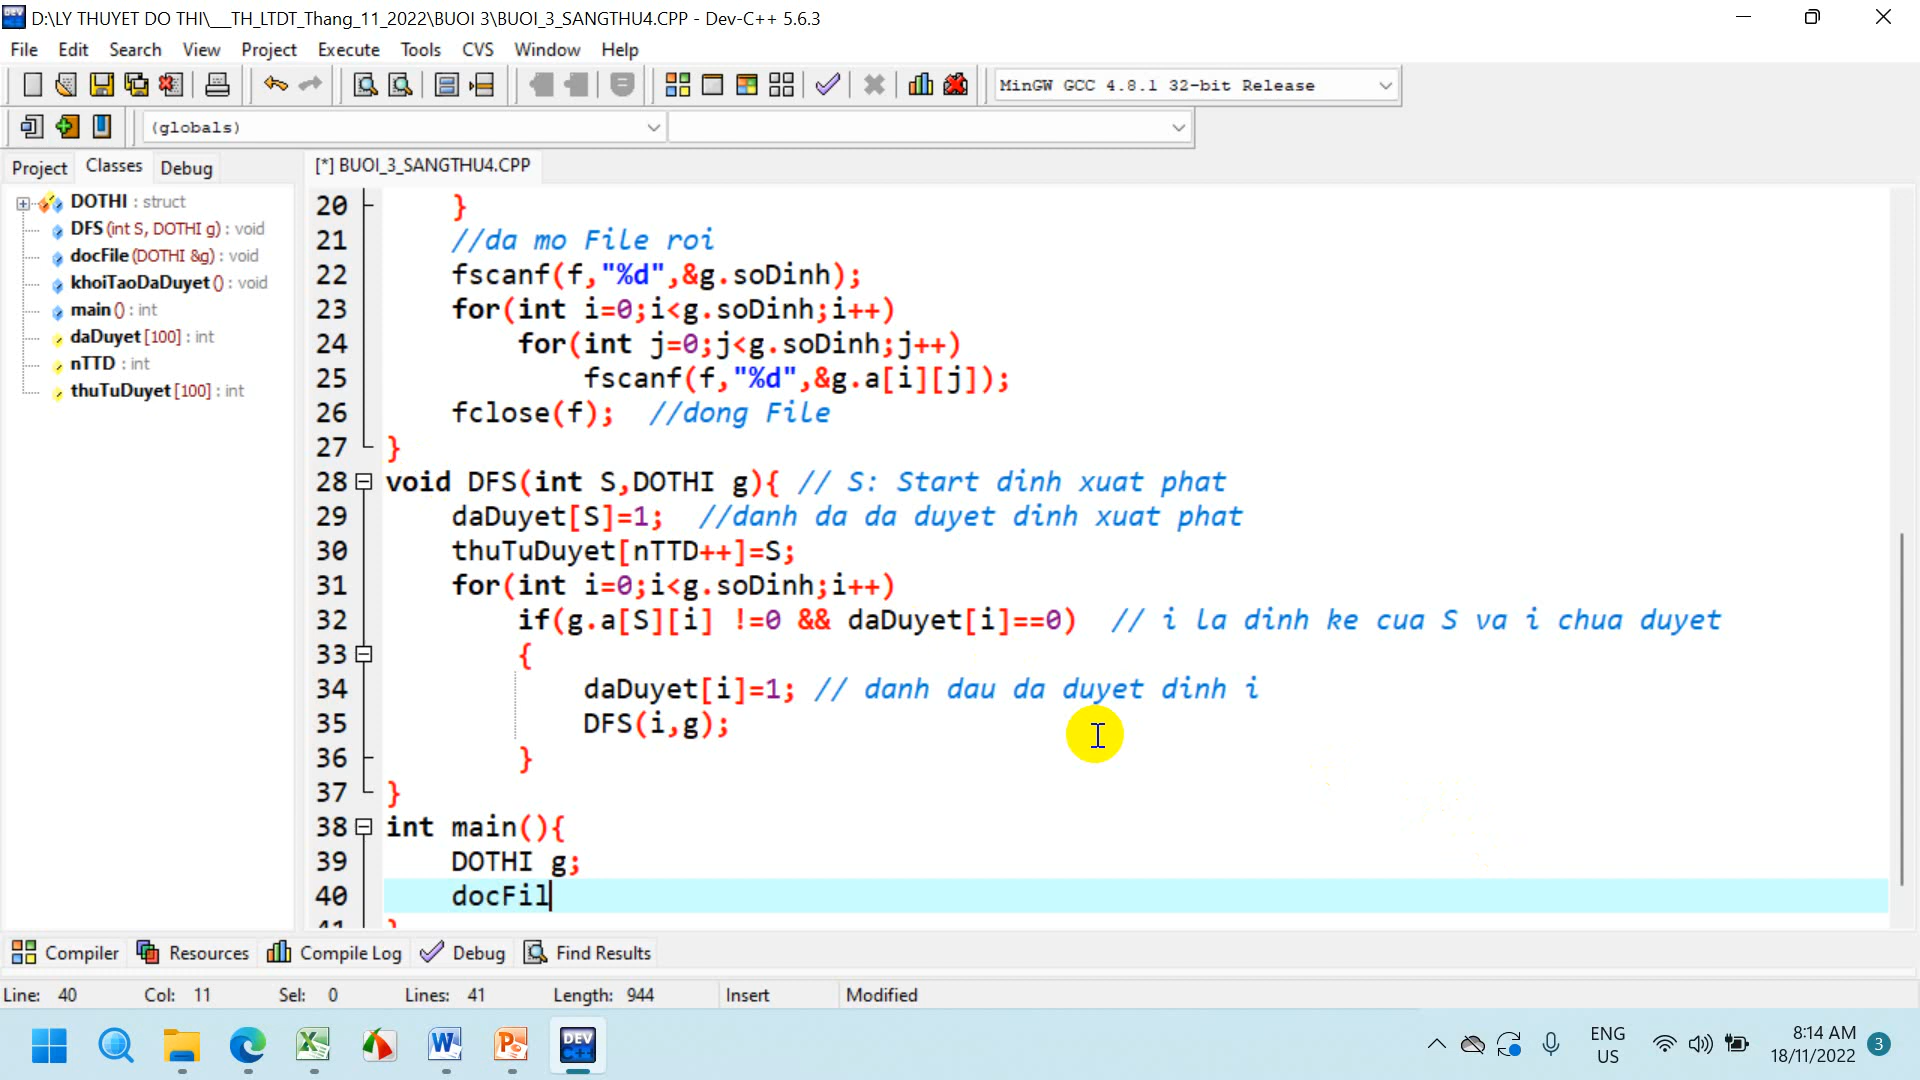 D:\LY THUYET DO THI\__TH_LTDT_Thang_11_2022\BUOI 3\BUOI_3_SANGTHU4.CPP - Dev-C++ 5.6.3
File Edit Search View Project Execute Tools CVS Window Help
MinGW GCC 4.8.1 32-bit Release
(globals)
Project Classes Debug
[*] BUOI_3_SANGTHU4.CPP
DOTHI : struct
DFS (int S, DOTHI g) : void
docFile (DOTHI &g) : void
khoiTaoDaDuyet () : void
main () : int
daDuyet [100] : int
nTTD : int
thuTuDuyet [100] : int
20 }
21 //da mo File roi
22 fscanf(f,"%d",&g.soDinh);
23 for(int i=0;i<g.soDinh;i++)
24 for(int j=0;j<g.soDinh;j++)
25 fscanf(f,"%d",&g.a[i][j]);
26 fclose(f); //dong File
27 }
28 void DFS(int S,DOTHI g){ // S: Start dinh xuat phat
29 daDuyet[S]=1; //danh da da duyet dinh xuat phat
30 thuTuDuyet[nTTD++]=S;
31 for(int i=0;i<g.soDinh;i++)
32 if(g.a[S][i] !=0 && daDuyet[i]==0) // i la dinh ke cua S va i chua duyet
33 {
34 daDuyet[i]=1; // danh dau da duyet dinh i
35 DFS(i,g);
36 }
37 }
38 int main(){
39 DOTHI g;
40 docFil
41 }
Compiler Resources Compile Log Debug Find Results
Line: 40 Col: 11 Sel: 0 Lines: 41 Length: 944 Insert Modified
DEV C++
ENG
US
8:14 AM
18/11/2022
3